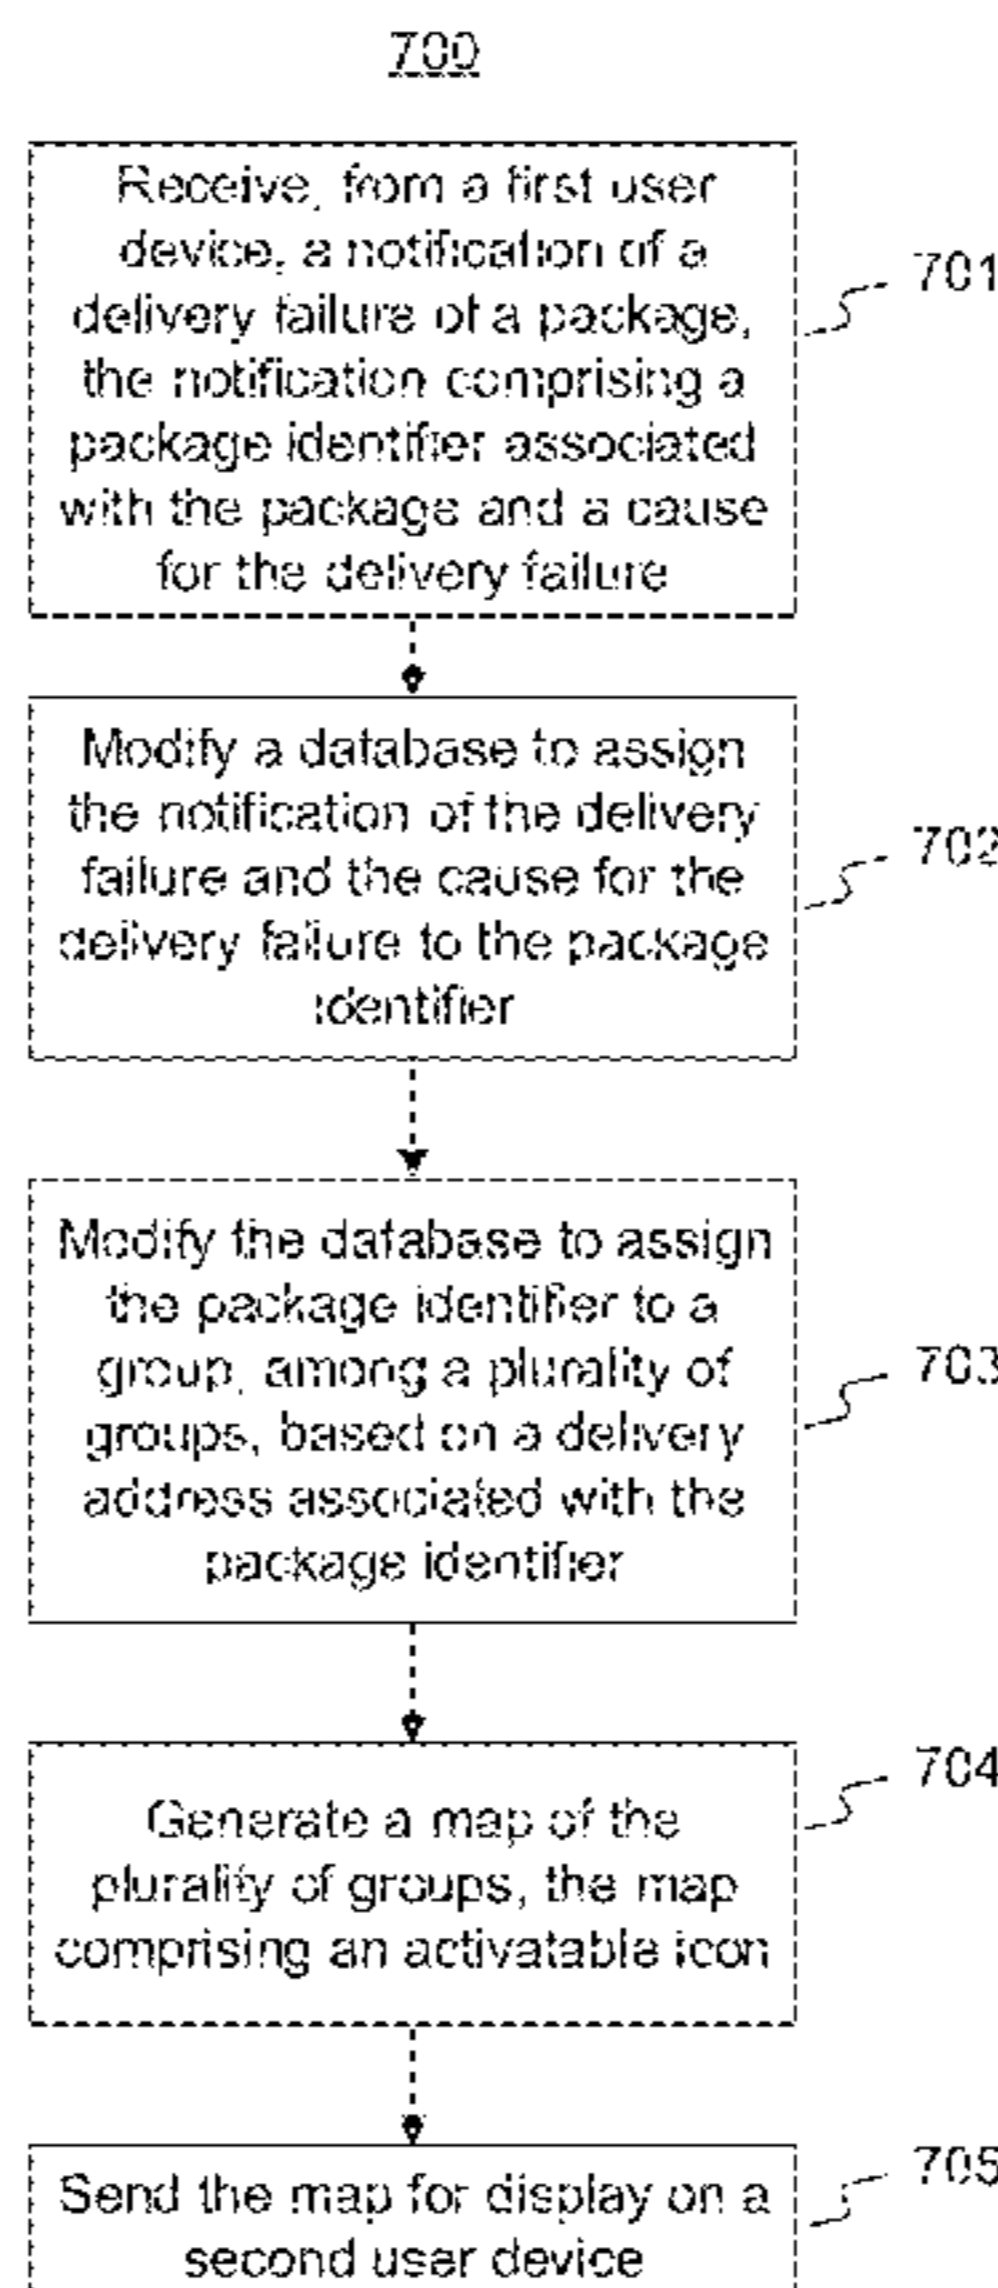 700
Receive, from a first user
device, a notification of a
delivery failure of a package,
the notification comprising a
package identifier associated
with the package and a cause
for the delivery failure
701
Modify a database to assign
the notification of the delivery
failure and the cause for the
delivery failure to the package
identifier
702
Modify the database to assign
the package identifier to a
group, among a plurality of
groups, based on a delivery
address associated with the
package identifier
703
Generate a map of the
plurality of groups, the map
comprising an activatable icon
704
Send the map for display on a
second user device
705